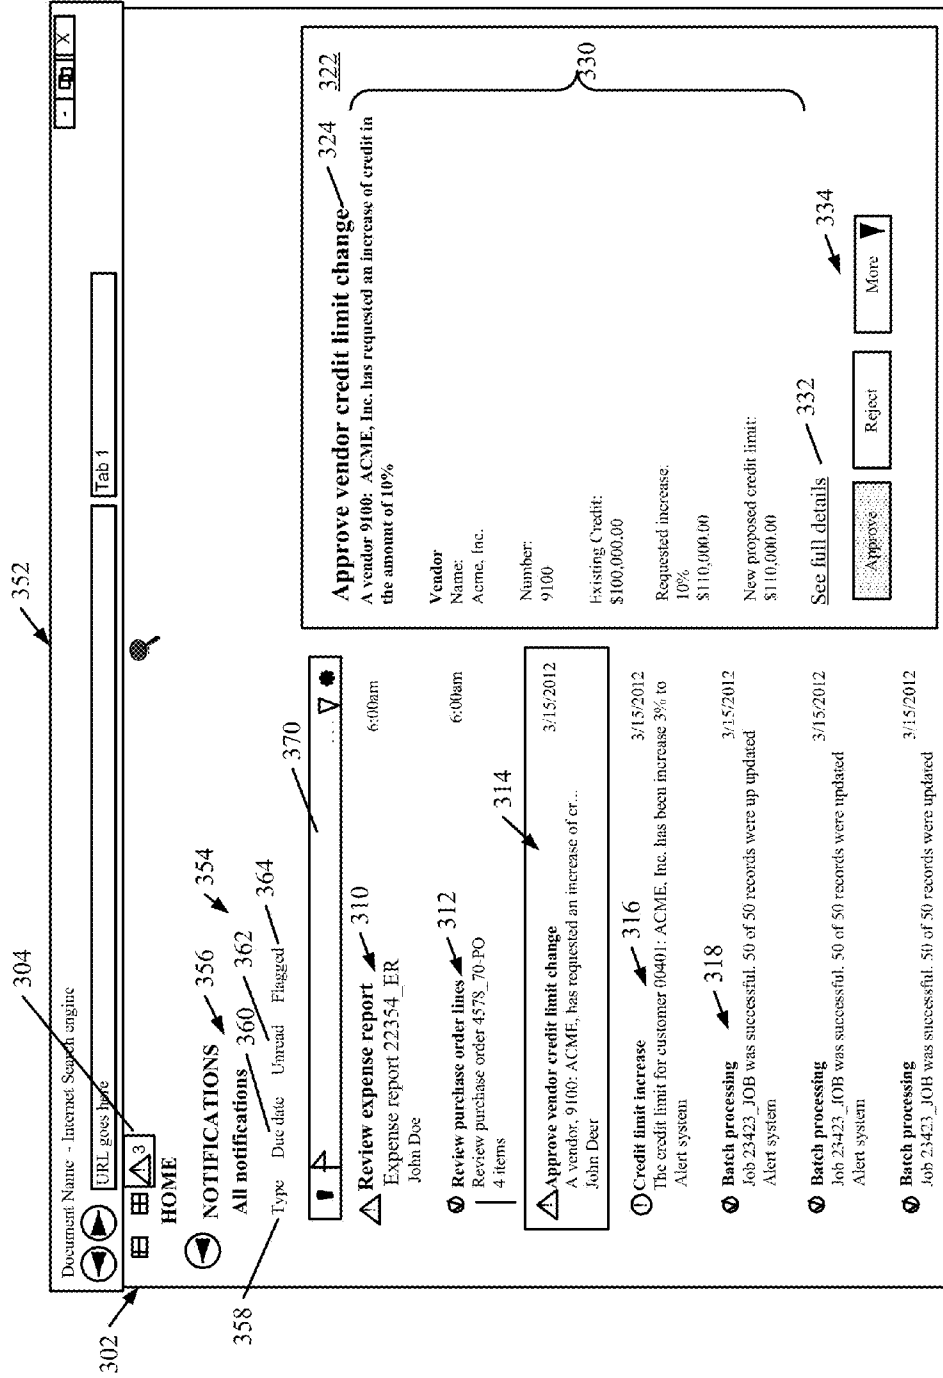 352
Document Name - Internet Search engine
- X
URL goes here
Tab 1
304
302
3
HOME
NOTIFICATIONS
356
354
All notifications
360
362
364
Type Due date Unread Flagged
358
370
...
Review expense report
310
6:00am
Expense report 22354_ER
John Doe
Review purchase order lines
312
6:00am
Review purchase order 4578_70-PO
4 items
314
Approve vendor credit limit change
3/15/2012
A vendor, 9100: ACME, has requested an increase of cr...
John Deer
316
Credit limit increase
3/15/2012
The credit limit for customer 00401: ACME, Inc. has been increase 3% to
Alert system
318
Batch processing
3/15/2012
Job 23423_JOB was successful. 50 of 50 records were up updated
Alert system
Batch processing
3/15/2012
Job 23423_JOB was successful. 50 of 50 records were updated
Alert system
Batch processing
3/15/2012
Job 23423_JOB was successful. 50 of 50 records were updated
324
322
Approve vendor credit limit change
A vendor 9100: ACME, Inc. has requested an increase of credit in
the amount of 10%
330
Vendor
Name:
Acme, Inc.
Number:
9100
Existing Credit:
$100,000.00
Requested increase:
10%
$110,000.00
New proposed credit limit:
$110,000.00
See full details
332
334
Approve
Reject
More